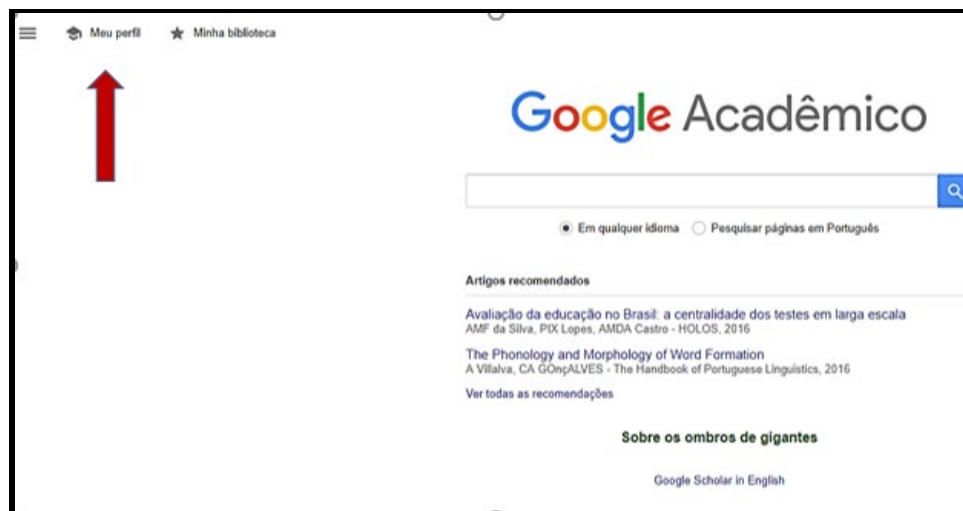 Meu perfil Minha biblioteca
Google Acadêmico
Em qualquer idioma Pesquisar páginas em Português
Artigos recomendados
Avaliação da educação no Brasil: a centralidade dos testes em larga escala
AMF da Silva, PIX Lopes, AMDA Castro - HOLOS, 2016
The Phonology and Morphology of Word Formation
A Villalva, CA GOnçALVES - The Handbook of Portuguese Linguistics, 2016
Ver todas as recomendações
Sobre os ombros de gigantes
Google Scholar in English